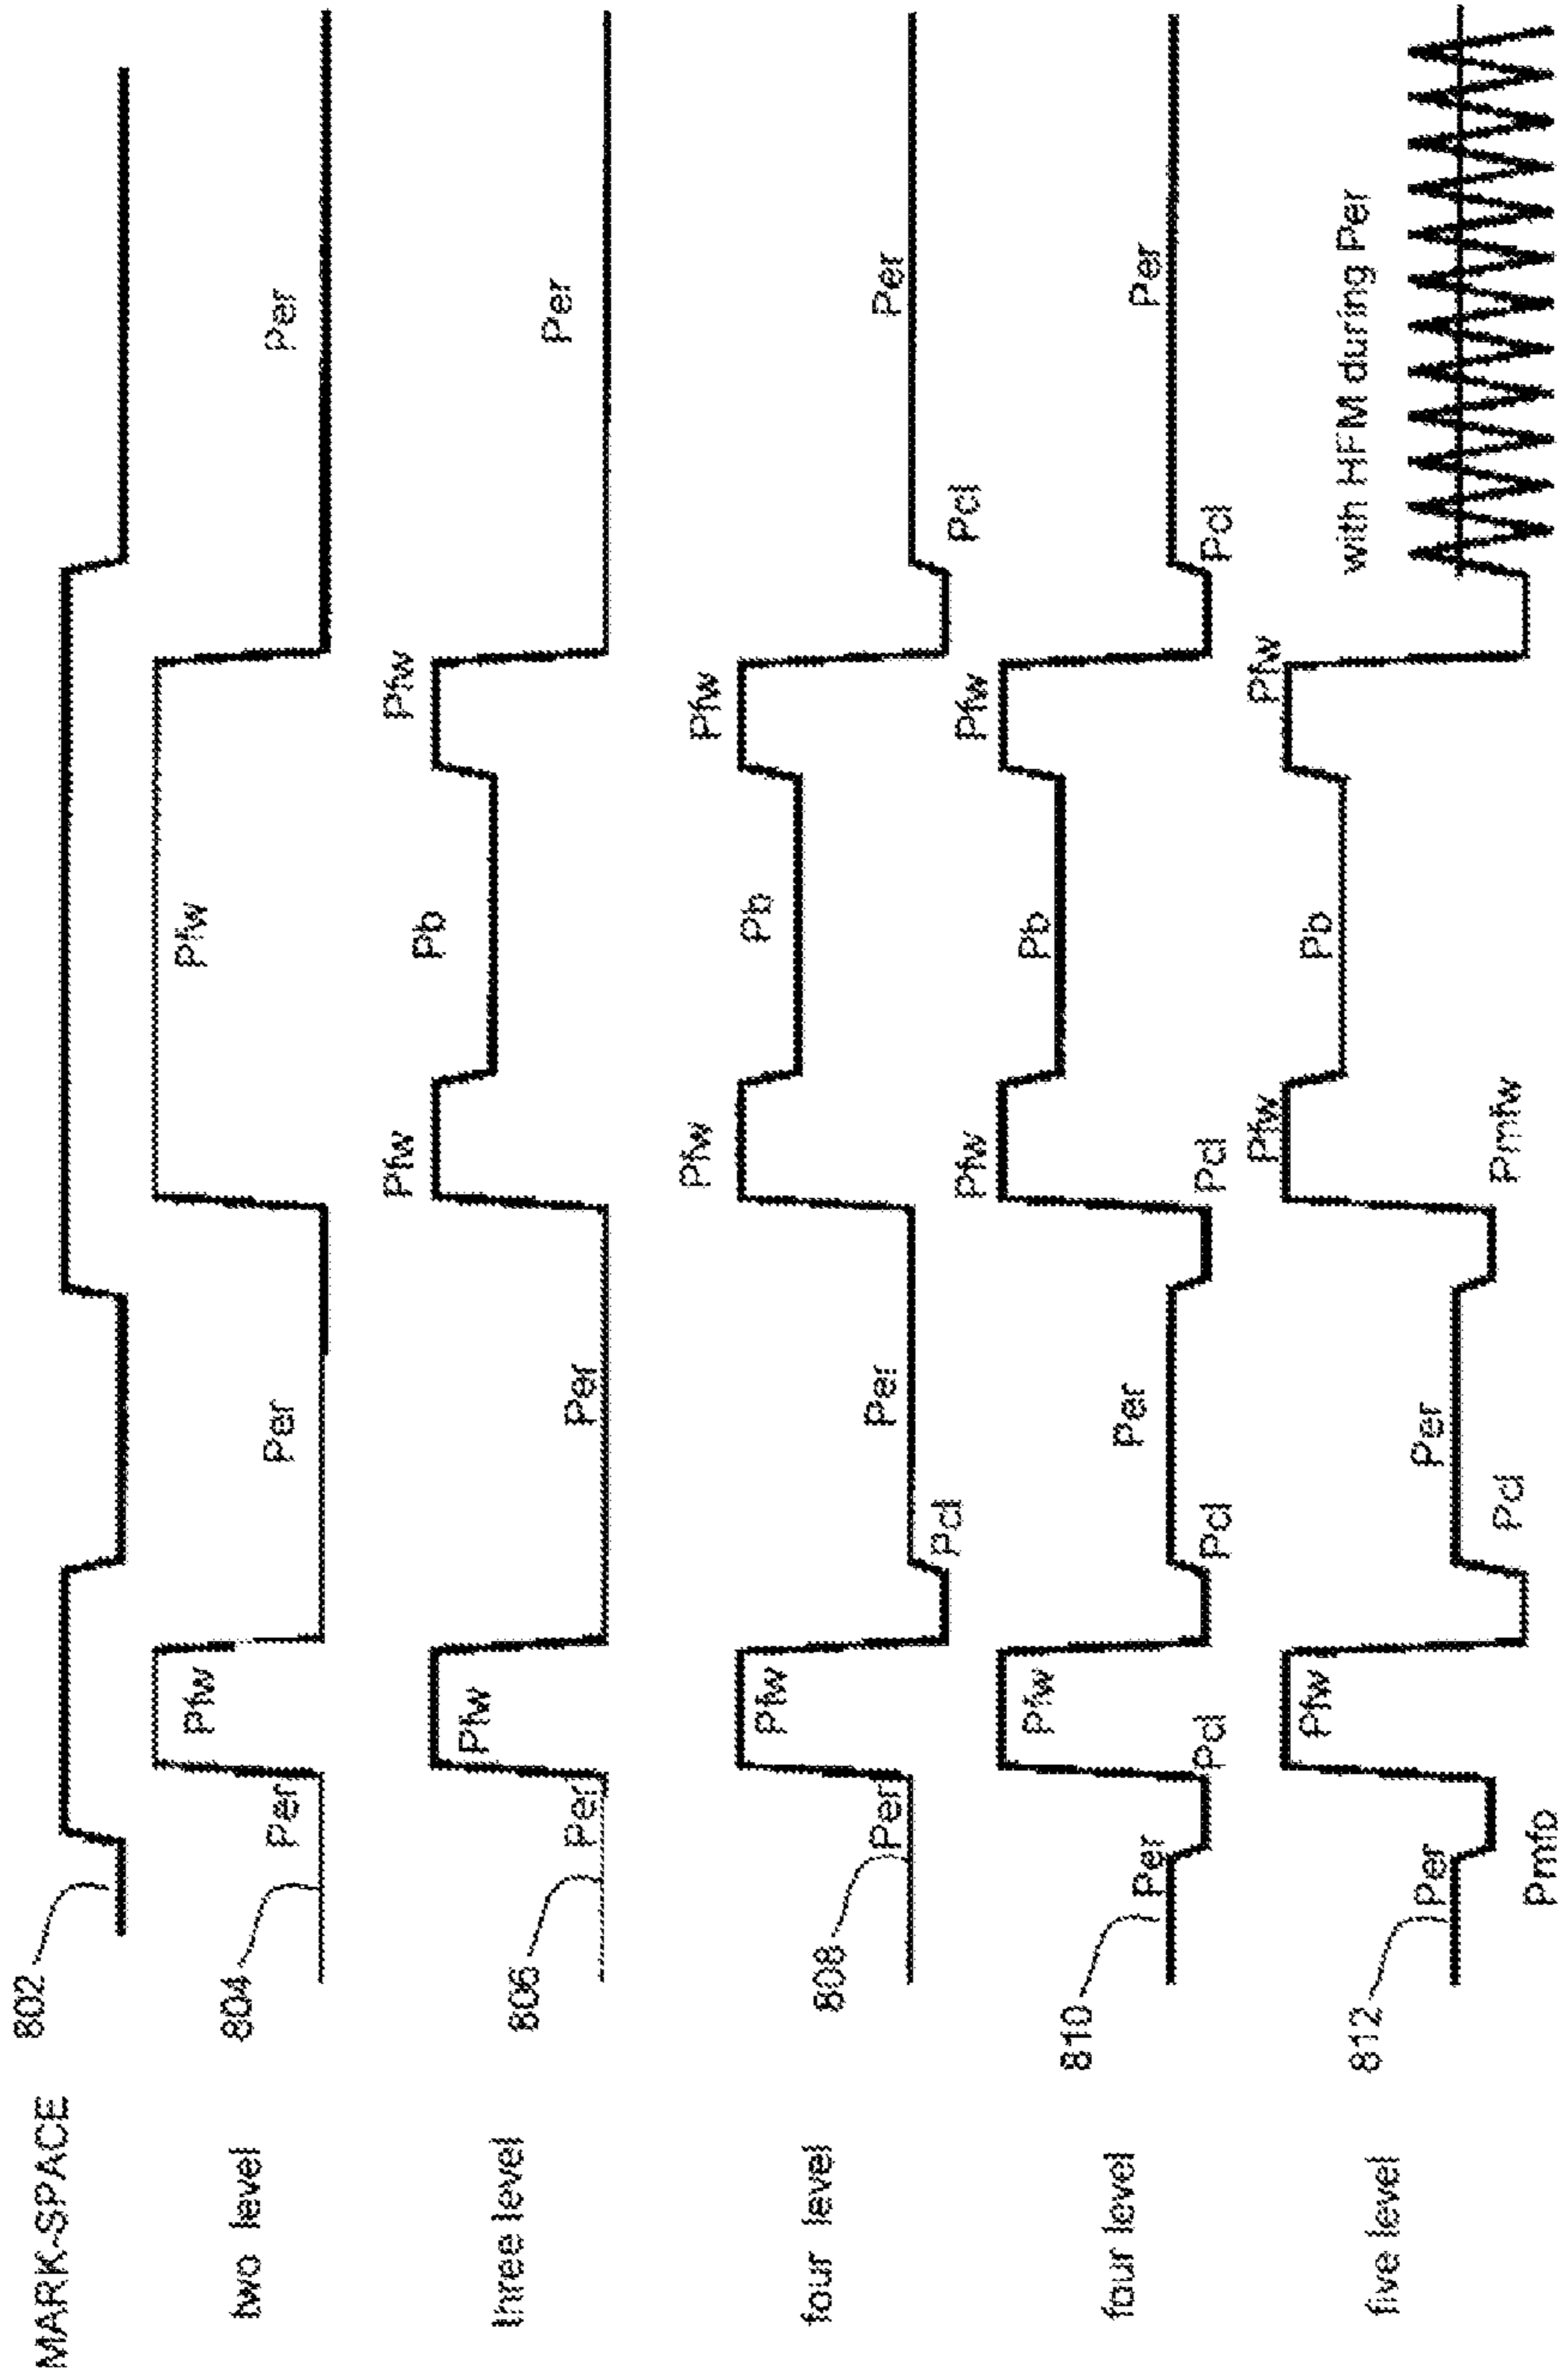 MARK-SPACE
802
two level
804
Per
Pfw
Per
Pfw
Per
three level
806
Per
Pfw
Per
Pfw
Pb
Pfw
Per
four level
808
Per
Pfw
Pcl
Per
Pfw
Pb
Pfw
Pcl
Per
four level
810
Per
Pcl
Pfw
Pcl
Per
Pcl
Pfw
Pb
Pfw
Pcl
Per
five level
812
Per
Pfw
Pcl
Per
Pmfw
Pfw
Pb
Pfw
with HFM during Per